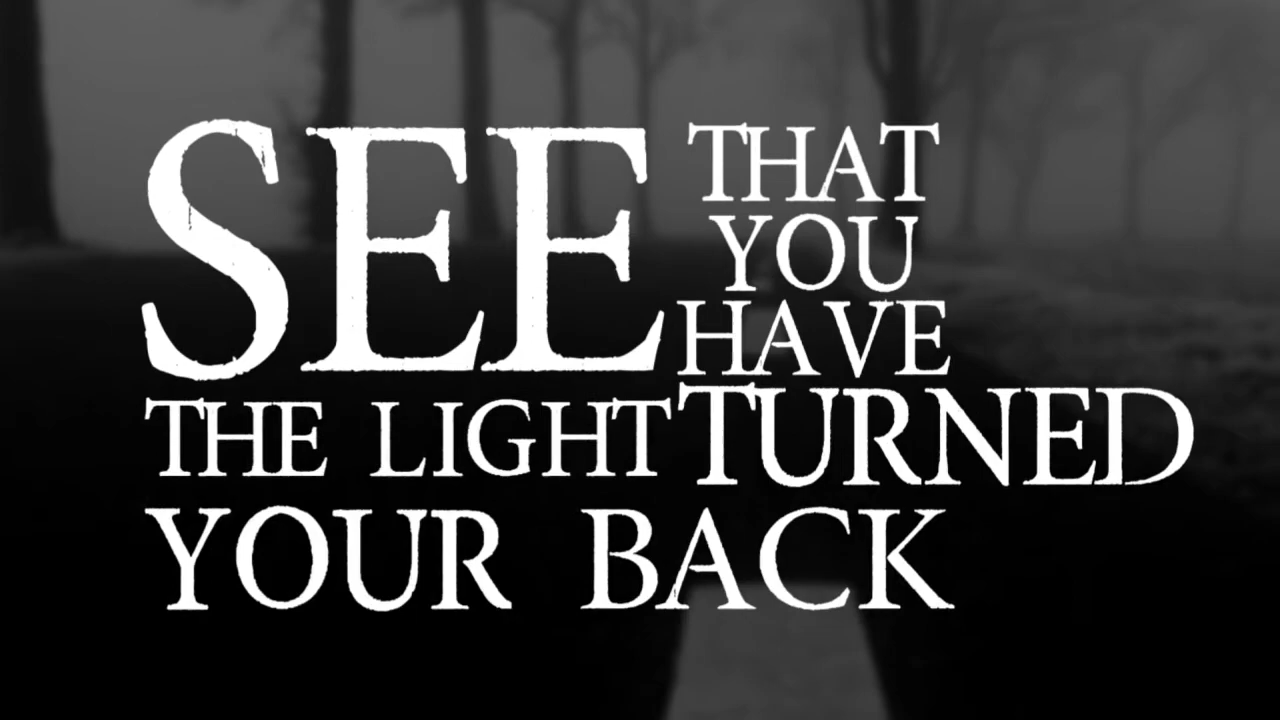 SEE
THAT
YOU
HAVE
THE LIGHT TURNED
YOUR BACK